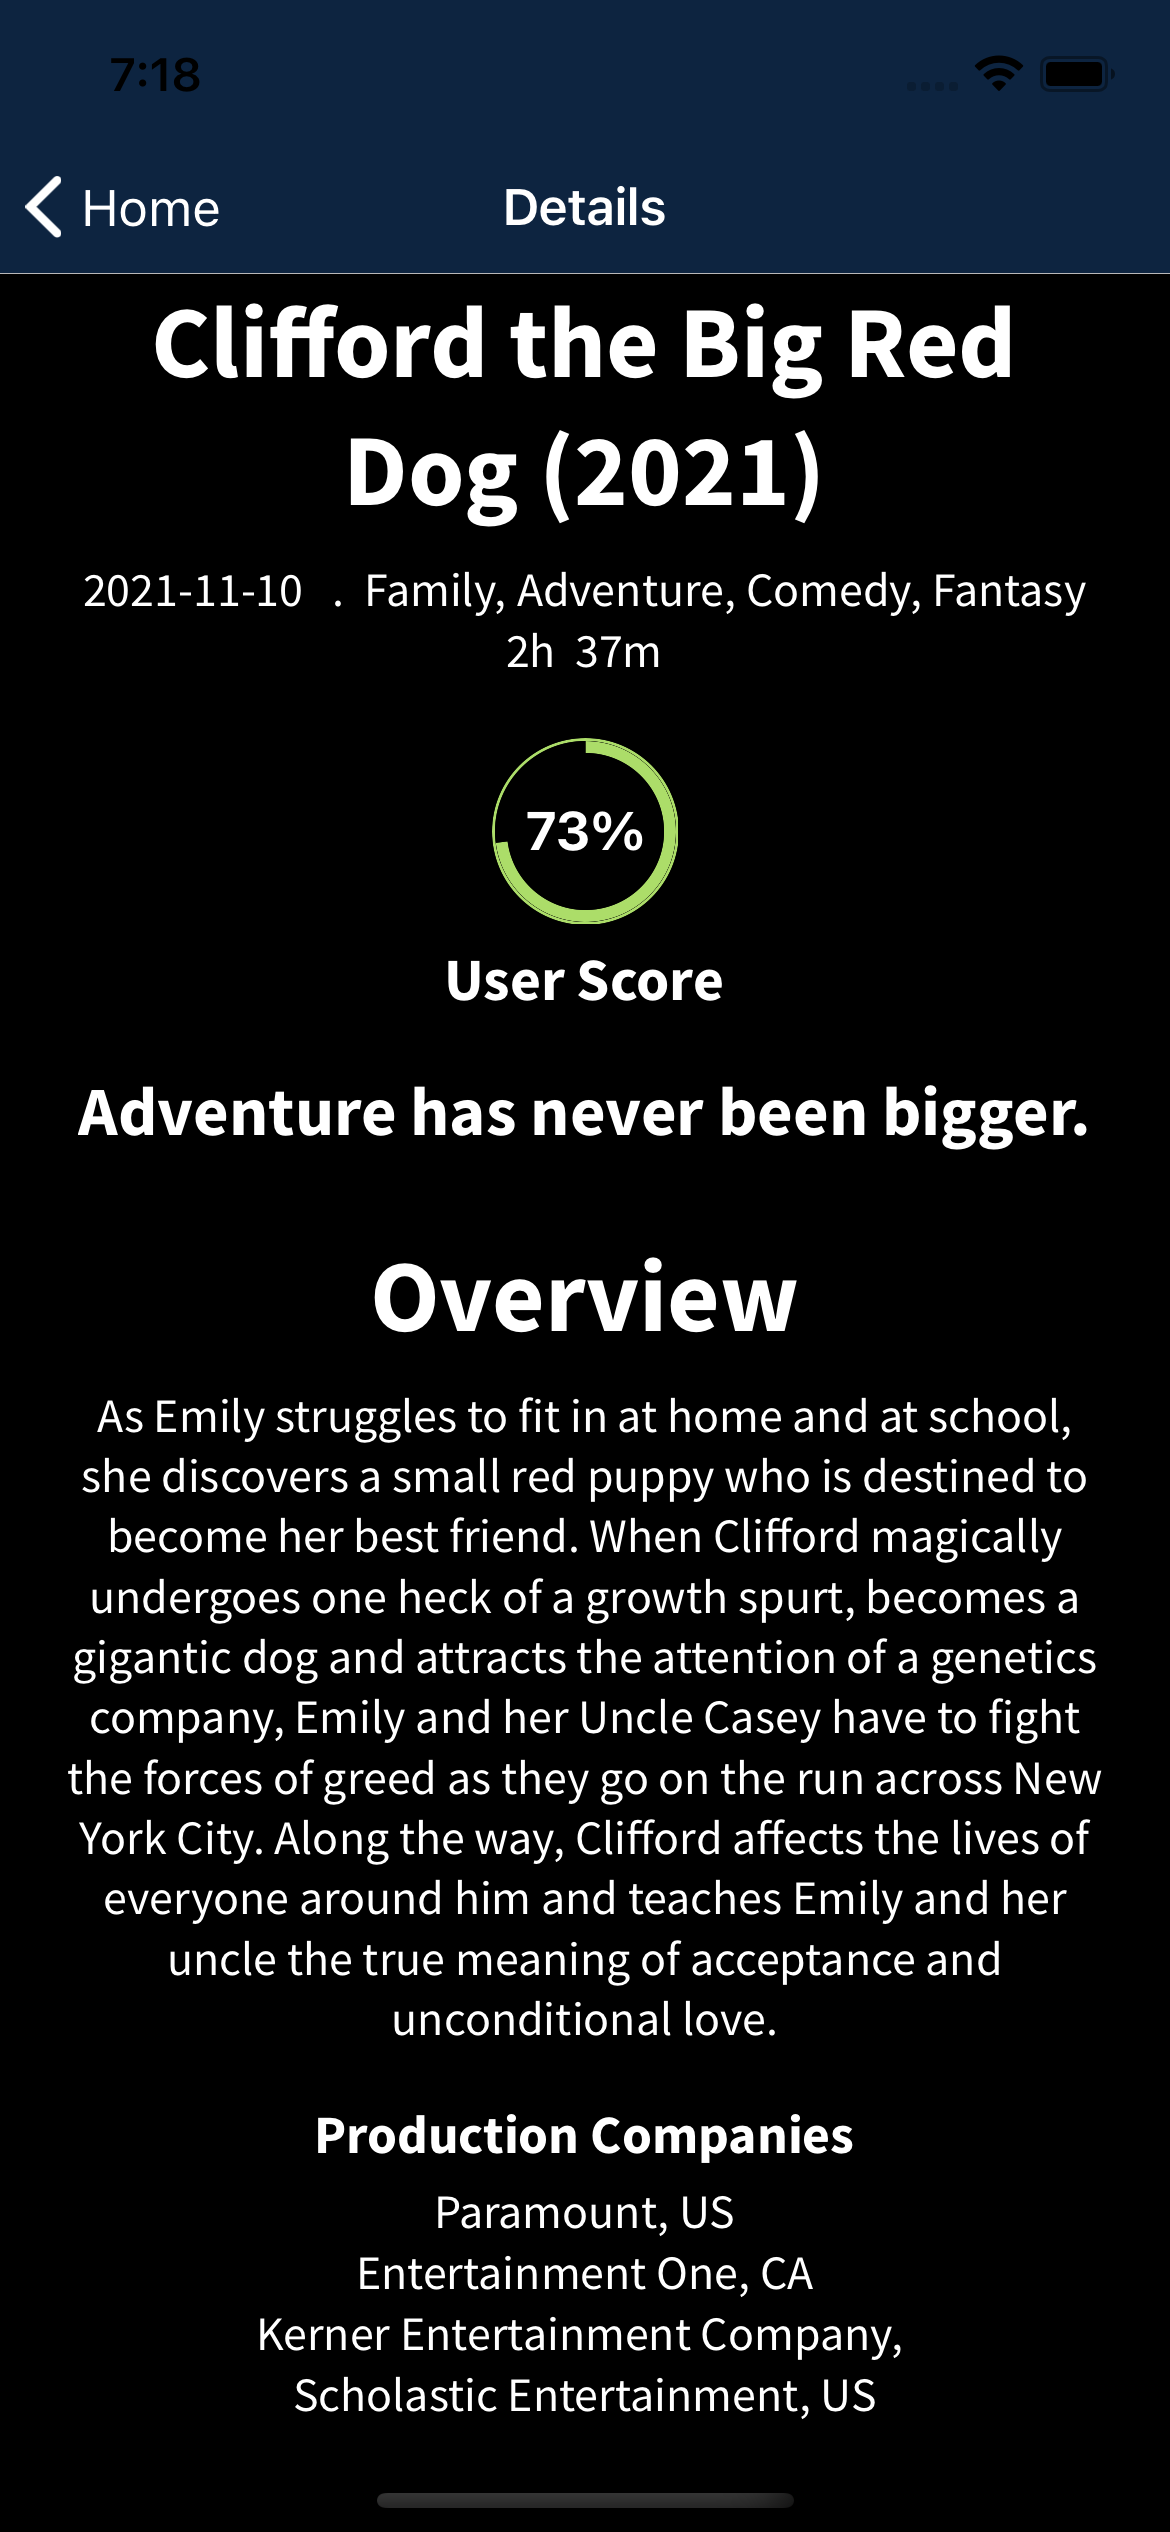 7:18
Home
Details
Clifford the Big Red
Dog (2021)
2021-11-10 . Family, Adventure, Comedy, Fantasy
2h 37m
73%
User Score
Adventure has never been bigger.
Overview
As Emily struggles to fit in at home and at school,
she discovers a small red puppy who is destined to
become her best friend. When Clifford magically
undergoes one heck of a growth spurt, becomes a
gigantic dog and attracts the attention of a genetics
company, Emily and her Uncle Casey have to fight
the forces of greed as they go on the run across New
York City. Along the way, Clifford affects the lives of
everyone around him and teaches Emily and her
uncle the true meaning of acceptance and
unconditional love.
Production Companies
Paramount, US
Entertainment One, CA
Kerner Entertainment Company,
Scholastic Entertainment, US